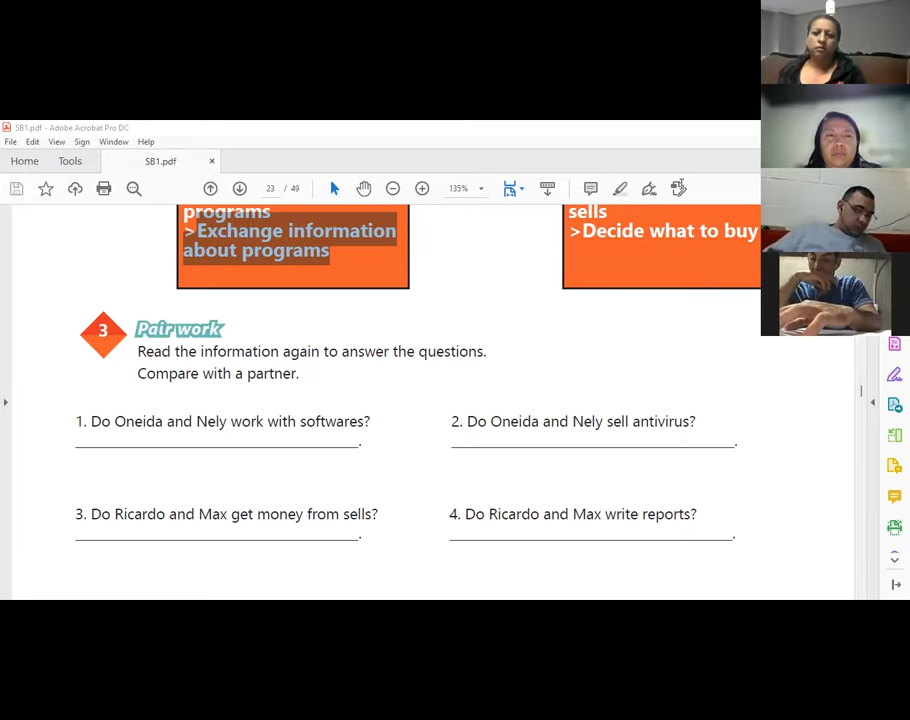 SB1.pdf - Adobe Acrobat Pro DC
File Edit View Sign Window Help
Home Tools SB1.pdf ×
23 / 49 135%
programs
>Exchange information
about programs
sells
>Decide what to buy
3 Pair work
Read the information again to answer the questions.
Compare with a partner.
1. Do Oneida and Nely work with softwares?
2. Do Oneida and Nely sell antivirus?
3. Do Ricardo and Max get money from sells?
4. Do Ricardo and Max write reports?